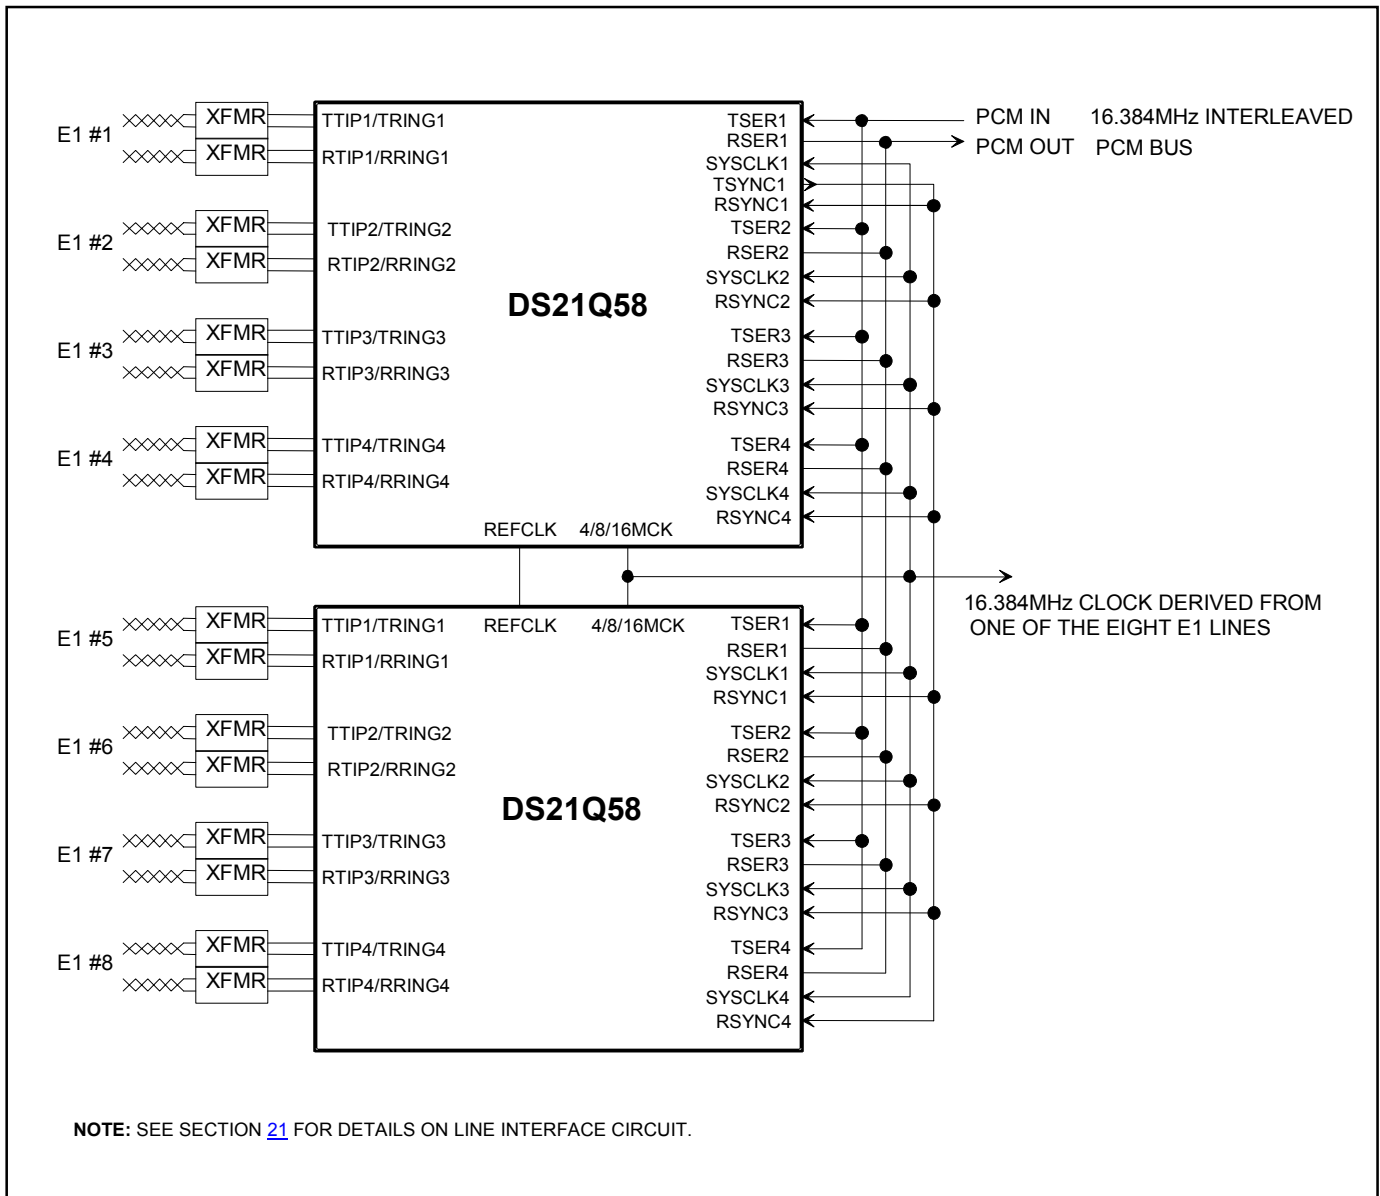 E1 #1
XFMR
XFMR
TTIP1/TRING1
RTIP1/RRING1
E1 #2
XFMR
XFMR
TTIP2/TRING2
RTIP2/RRING2
E1 #3
XFMR
XFMR
TTIP3/TRING3
RTIP3/RRING3
E1 #4
XFMR
XFMR
TTIP4/TRING4
RTIP4/RRING4
DS21Q58
REFCLK 4/8/16MCK
TSER1
RSER1
SYSCLK1
TSYNC1
RSYNC1
TSER2
RSER2
SYSCLK2
RSYNC2
TSER3
RSER3
SYSCLK3
RSYNC3
TSER4
RSER4
SYSCLK4
RSYNC4
PCM IN 16.384MHz INTERLEAVED
PCM OUT PCM BUS
16.384MHz CLOCK DERIVED FROM
ONE OF THE EIGHT E1 LINES
E1 #5
XFMR
XFMR
TTIP1/TRING1
RTIP1/RRING1
E1 #6
XFMR
XFMR
TTIP2/TRING2
RTIP2/RRING2
E1 #7
XFMR
XFMR
TTIP3/TRING3
RTIP3/RRING3
E1 #8
XFMR
XFMR
TTIP4/TRING4
RTIP4/RRING4
REFCLK 4/8/16MCK
DS21Q58
TSER1
RSER1
SYSCLK1
RSYNC1
TSER2
RSER2
SYSCLK2
RSYNC2
TSER3
RSER3
SYSCLK3
RSYNC3
TSER4
RSER4
SYSCLK4
RSYNC4
NOTE: SEE SECTION 21 FOR DETAILS ON LINE INTERFACE CIRCUIT.